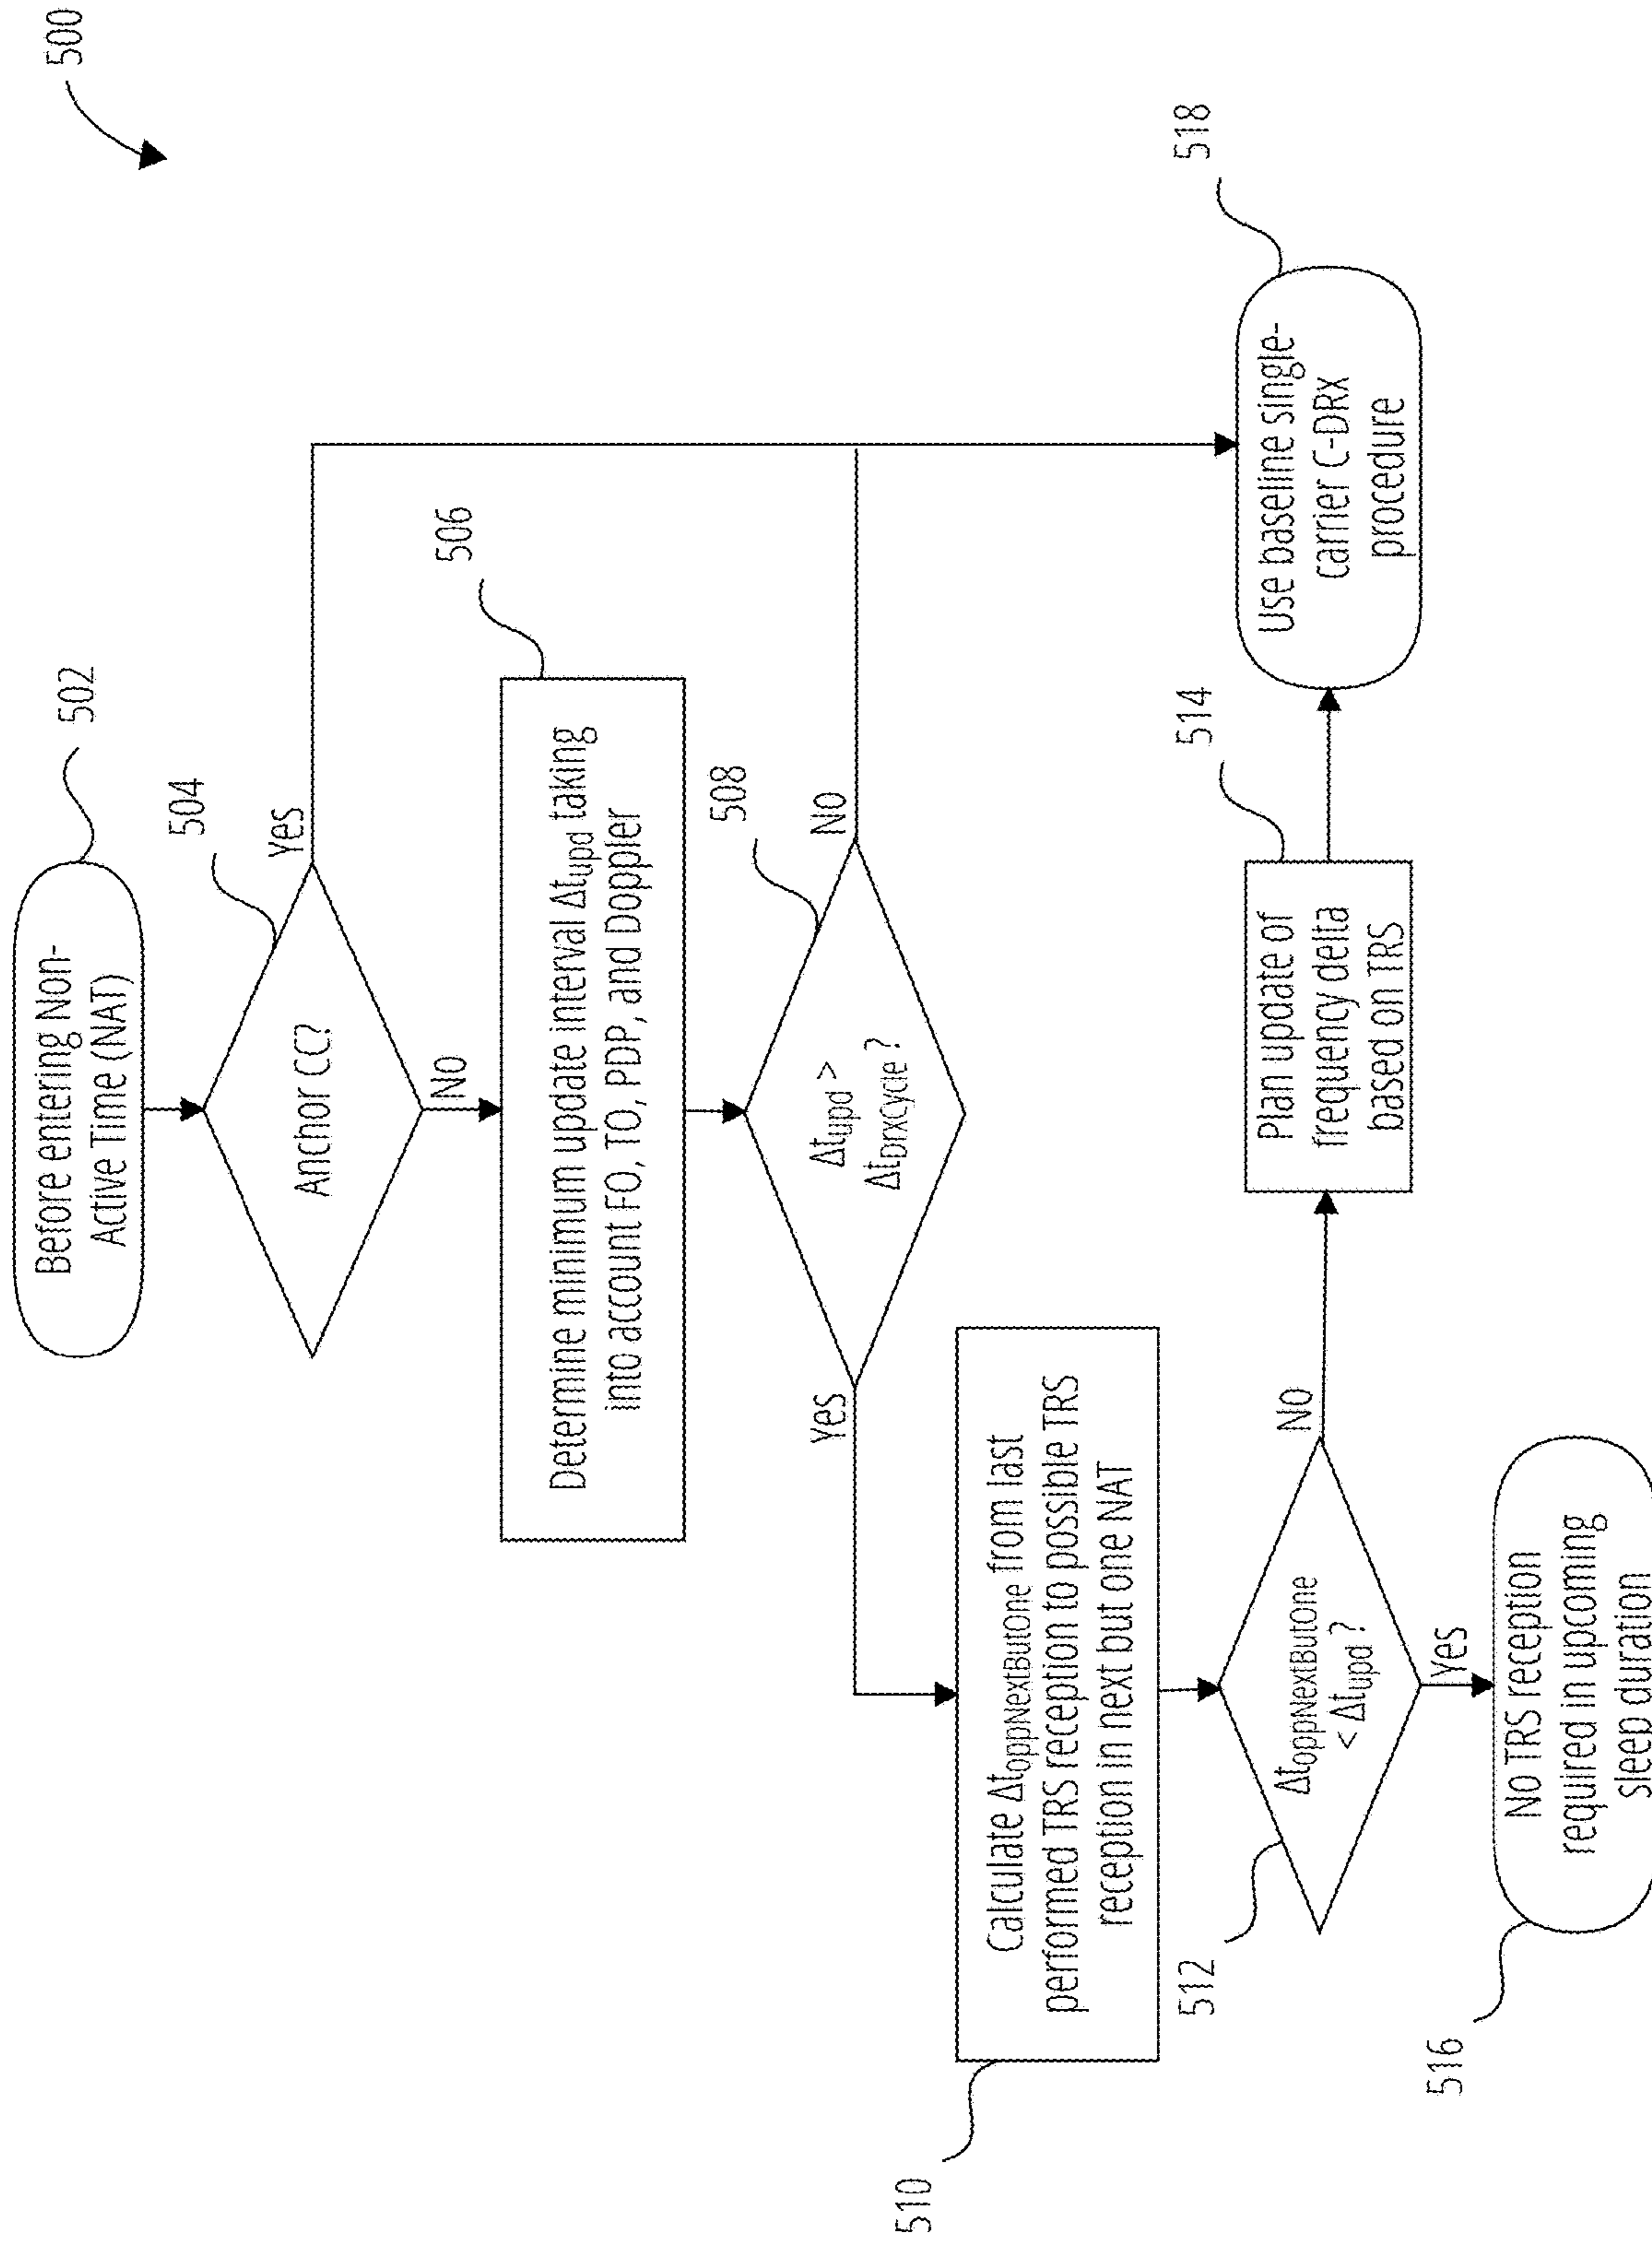 500
Before entering Non-
Active Time (NAT)
502
504
Anchor CC?
Yes
No
506
Determine minimum update interval Δtupd taking
into account FO, TO, PDP, and Doppler
508
Δtupd >
ΔtDrxCycle?
Yes
No
510
Calculate ΔtoppNextButOne from last
performed TRS reception to possible TRS
reception in next but one NAT
512
ΔtoppNextButOne
< Δtupd?
No
Yes
514
Plan update of
frequency delta
based on TRS
518
Use baseline single-
carrier C-DRX
procedure
516
No TRS reception
required in upcoming
sleep duration